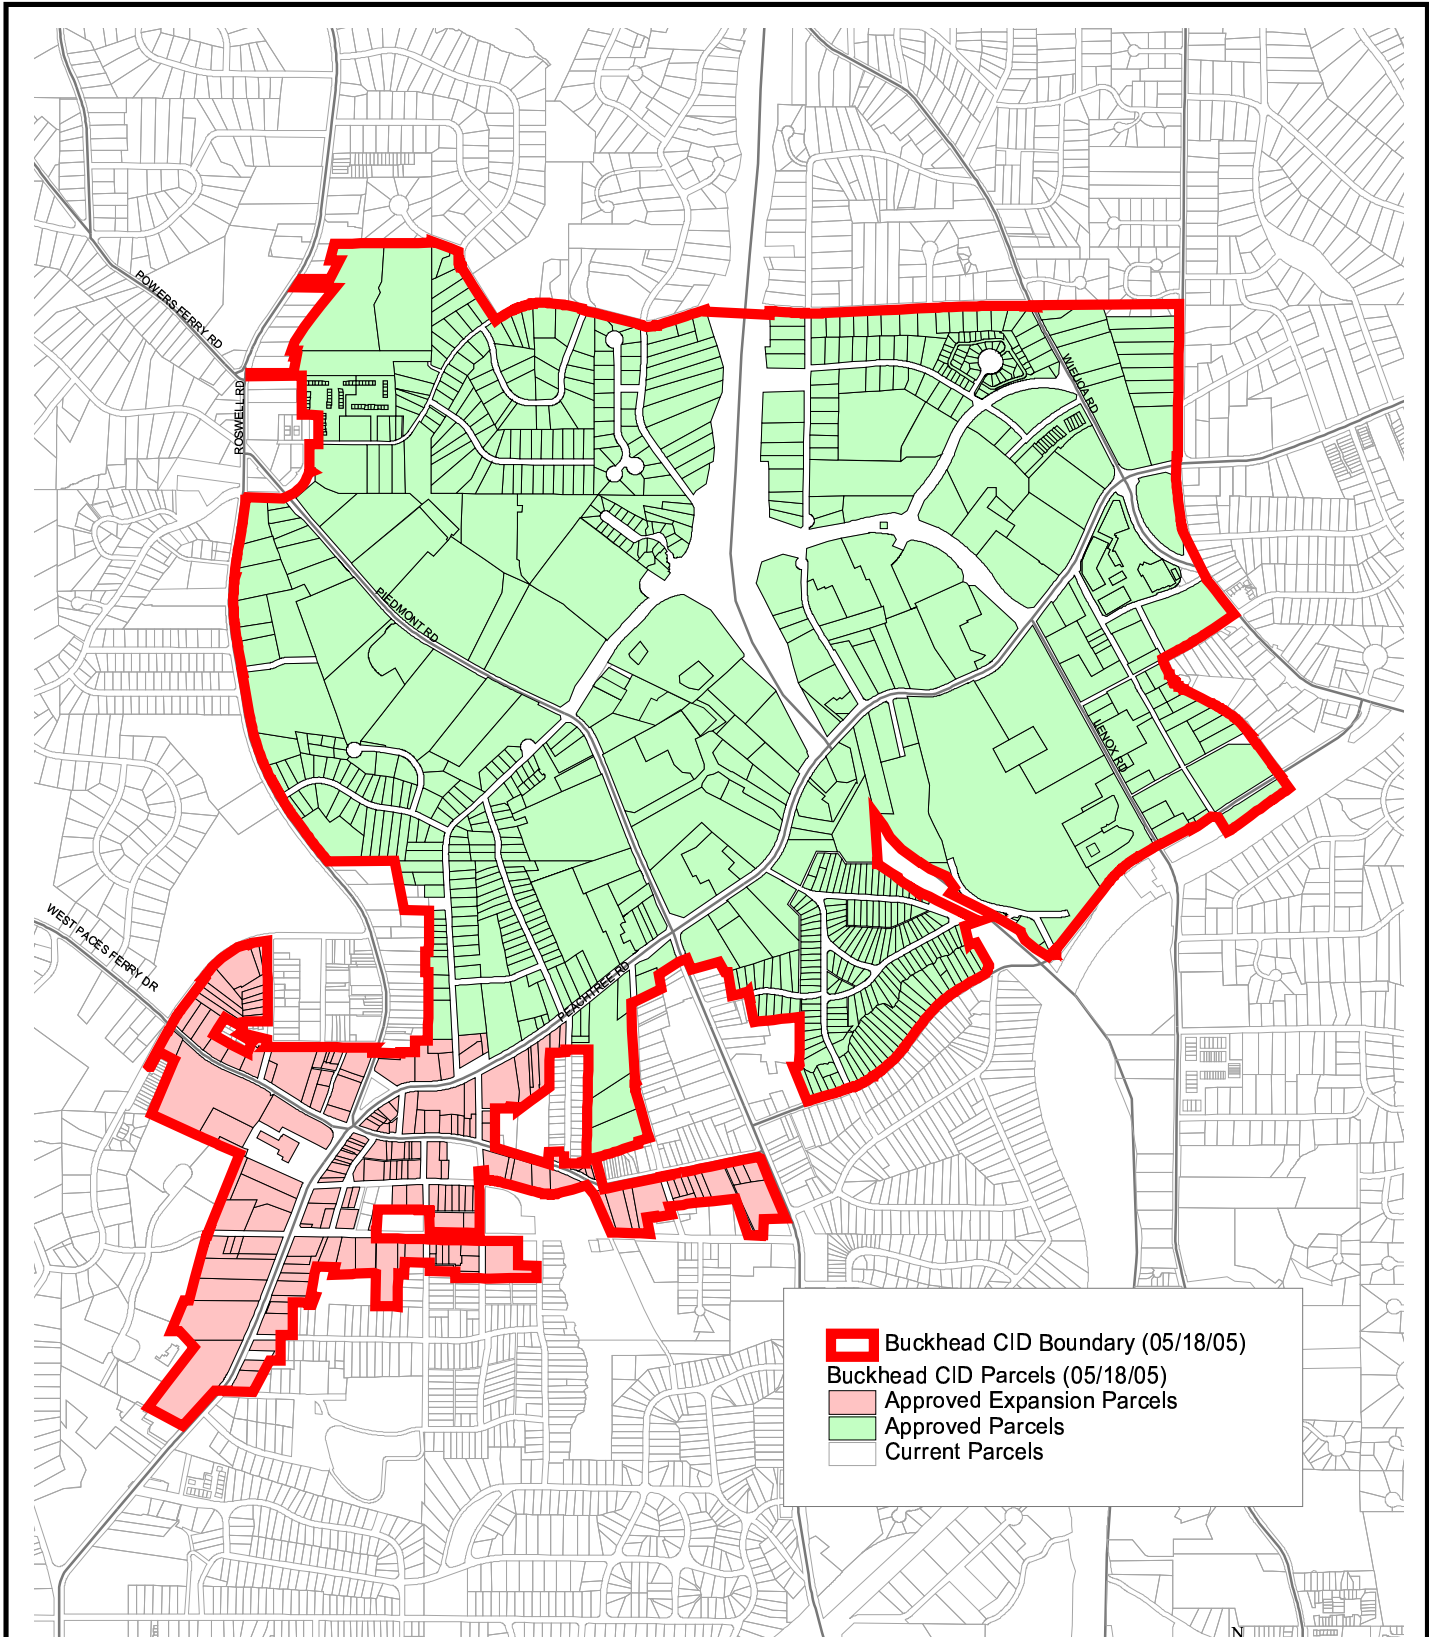 POWERS FERRY RD
ROSWELL RD
WIEUCA RD
PIEDMONT RD
LENOX RD
WEST PACES FERRY DR
PEACHTREE RD
Buckhead CID Boundary (05/18/05)
Buckhead CID Parcels (05/18/05)
Approved Expansion Parcels
Approved Parcels
Current Parcels
N